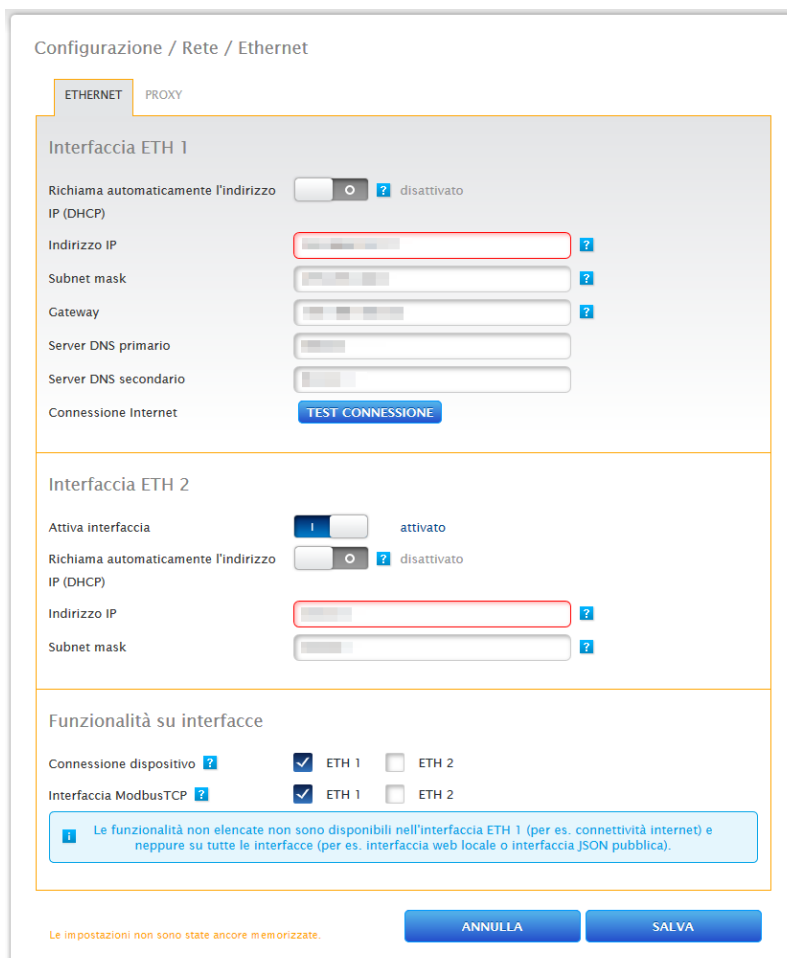 Configurazione / Rete / Ethernet
ETHERNET PROXY
Interfaccia ETH 1
Richiama automaticamente l'indirizzo
IP (DHCP)
O ? disattivato
Indirizzo IP ?
Subnet mask ?
Gateway ?
Server DNS primario
Server DNS secondario
Connessione Internet TEST CONNESSIONE
Interfaccia ETH 2
Attiva interfaccia I attivato
Richiama automaticamente l'indirizzo
IP (DHCP)
O ? disattivato
Indirizzo IP ?
Subnet mask ?
Funzionalità su interfacce
Connessione dispositivo ? ETH 1 ETH 2
Interfaccia ModbusTCP ? ETH 1 ETH 2
i Le funzionalità non elencate non sono disponibili nell'interfaccia ETH 1 (per es. connettività internet) e
neppure su tutte le interfacce (per es. interfaccia web locale o interfaccia JSON pubblica).
Le impostazioni non sono state ancore memorizzate.
ANNULLA SALVA